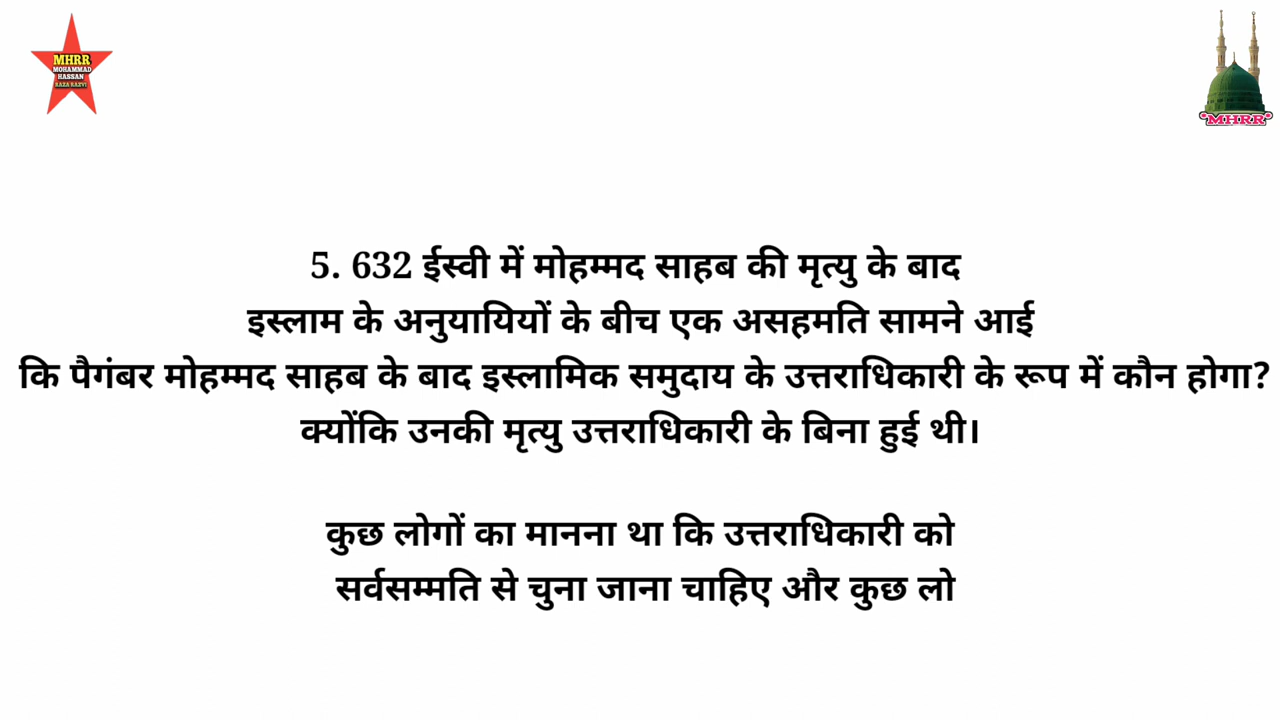 MHRR
MOHAMMAD
HASSAN
RAZA RAZVI
*MHRR*
5. 632 ईस्वी में मोहम्मद साहब की मृत्यु के बाद
इस्लाम के अनुयायियों के बीच एक असहमति सामने आई
कि पैगंबर मोहम्मद साहब के बाद इस्लामिक समुदाय के उत्तराधिकारी के रूप में कौन होगा?
क्योंकि उनकी मृत्यु उत्तराधिकारी के बिना हुई थी।
कुछ लोगों का मानना था कि उत्तराधिकारी को
सर्वसम्मति से चुना जाना चाहिए और कुछ लो